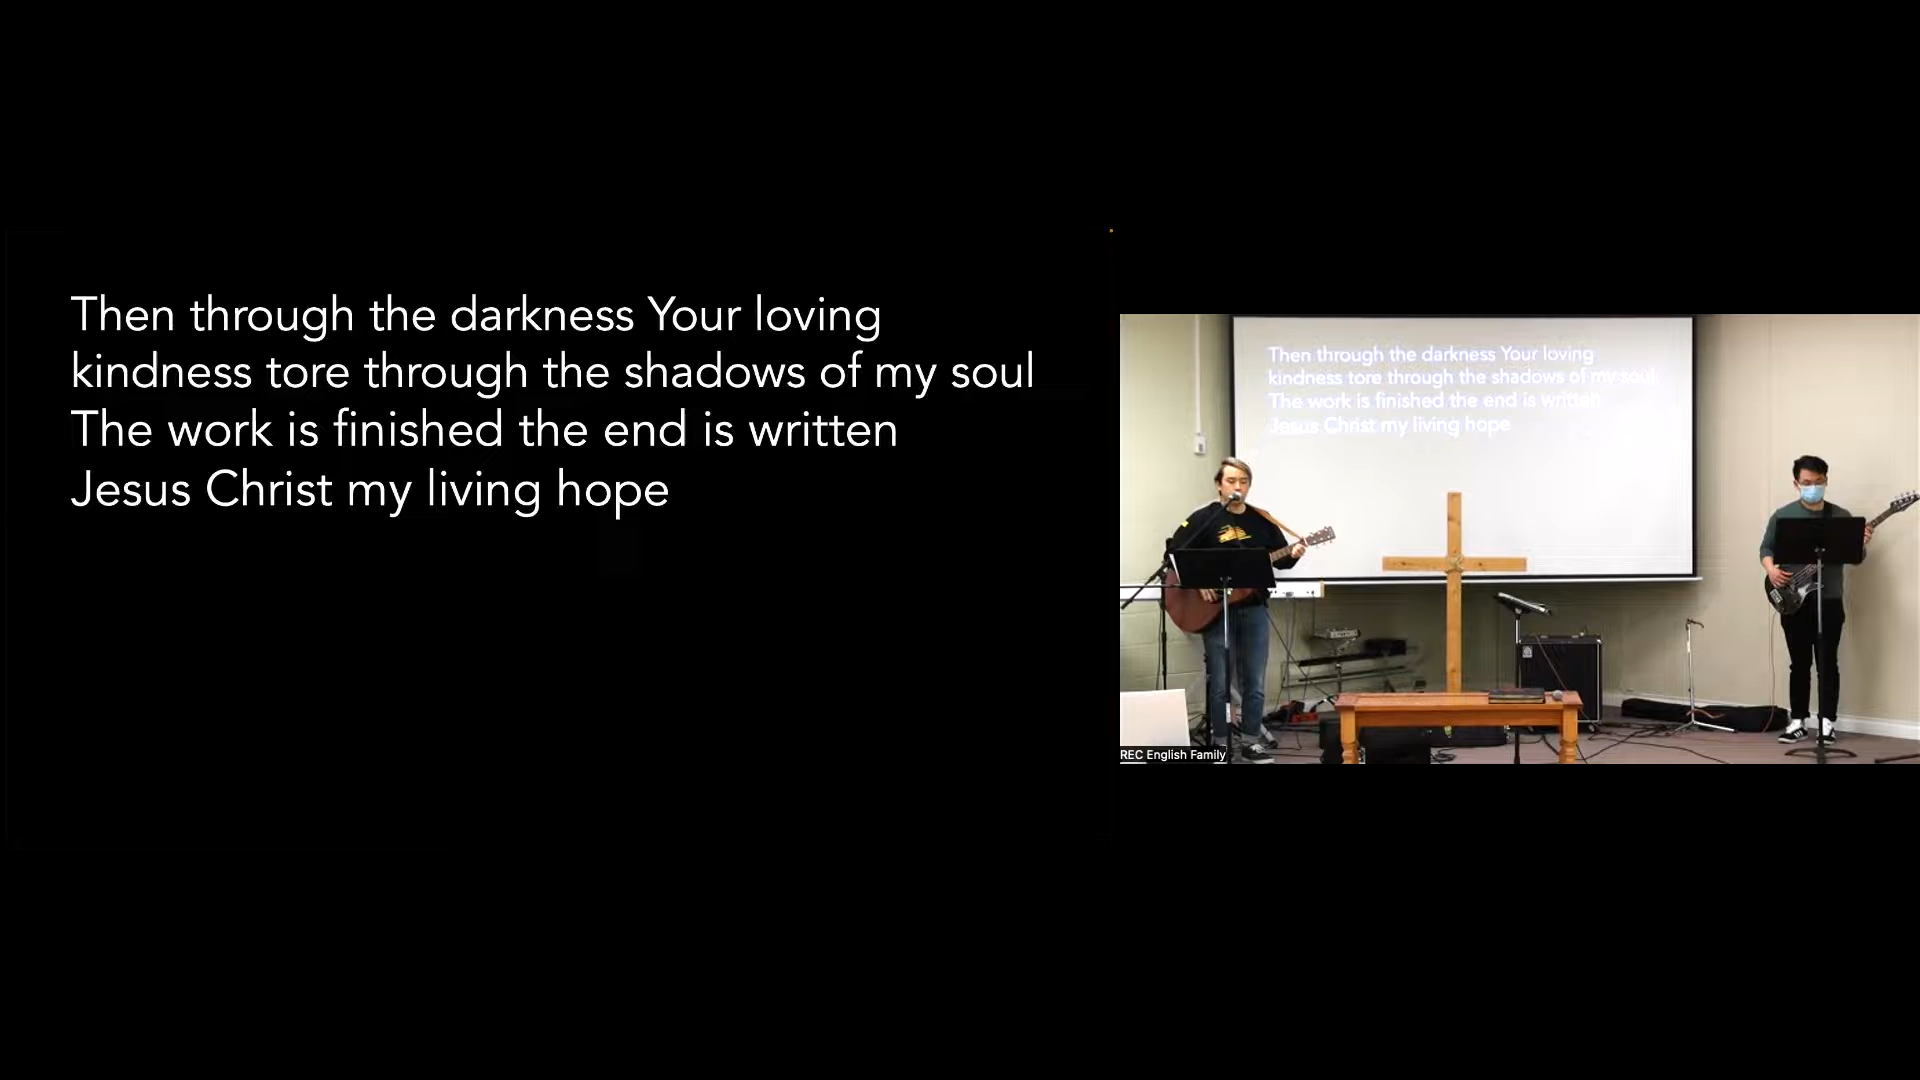 Then through the darkness Your loving
kindness tore through the shadows of my soul
The work is finished the end is written
Jesus Christ my living hope
Then through the darkness Your loving
kindness tore through the shadows of my soul
The work is finished the end is written
Jesus Christ my living hope
REC English Family